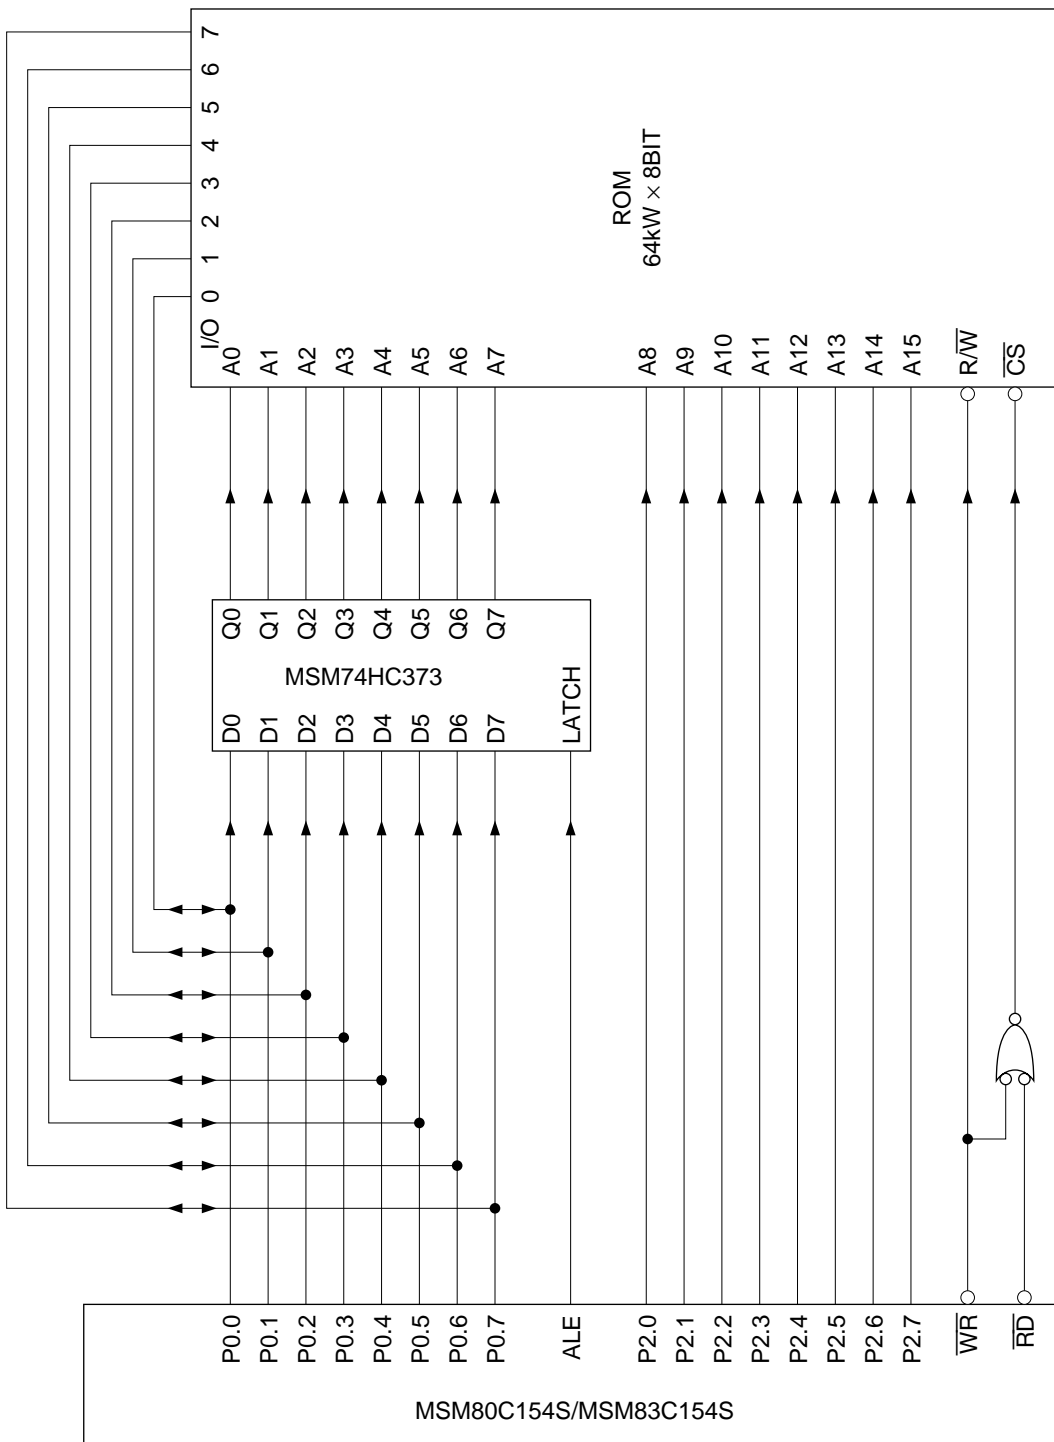 7
6
5
4
3
2
1
0
I/O
ROM
64kW × 8BIT
A0
A1
A2
A3
A4
A5
A6
A7
A8
A9
A10
A11
A12
A13
A14
A15
R/W̅
C̅S̅
Q0
Q1
Q2
Q3
Q4
Q5
Q6
Q7
MSM74HC373
D0
D1
D2
D3
D4
D5
D6
D7
LATCH
P0.0
P0.1
P0.2
P0.3
P0.4
P0.5
P0.6
P0.7
ALE
P2.0
P2.1
P2.2
P2.3
P2.4
P2.5
P2.6
P2.7
W̅R̅
R̅D̅
MSM80C154S/MSM83C154S